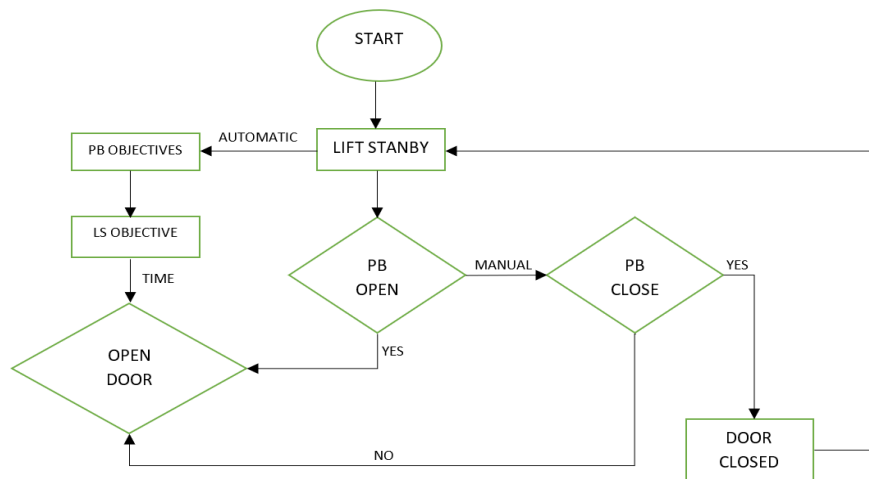 START
AUTOMATIC
PB OBJECTIVES
LIFT STANBY
LS OBJECTIVE
TIME
PB
OPEN
MANUAL
PB
CLOSE
YES
YES
OPEN
DOOR
NO
DOOR
CLOSED